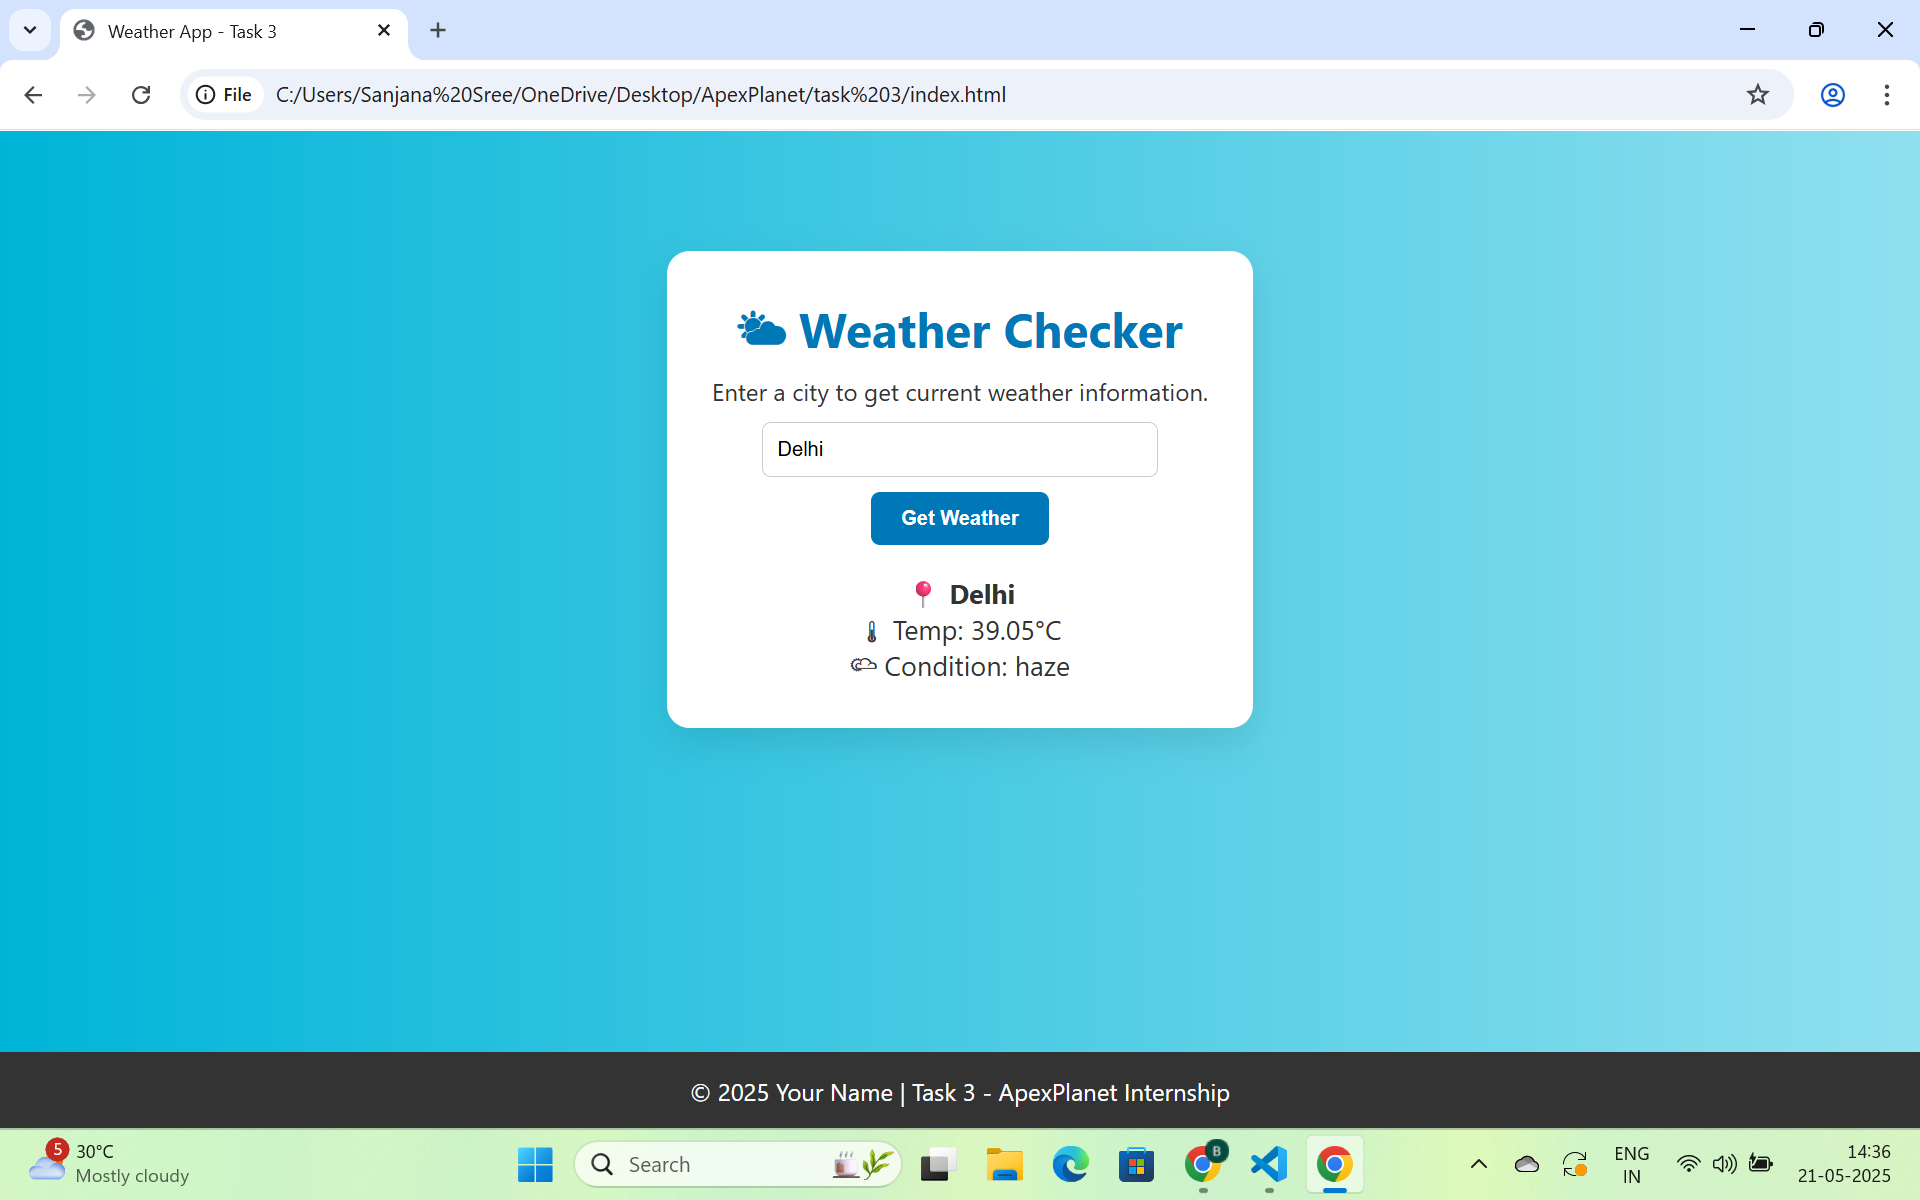 Weather App - Task 3
File
C:/Users/Sanjana%20Sree/OneDrive/Desktop/ApexPlanet/task%203/index.html
Weather Checker
Enter a city to get current weather information.
Delhi
Get Weather
Delhi
Temp: 39.05°C
Condition: haze
© 2025 Your Name | Task 3 - ApexPlanet Internship
5
30°C
Mostly cloudy
Search
B
ENG
IN
14:36
21-05-2025